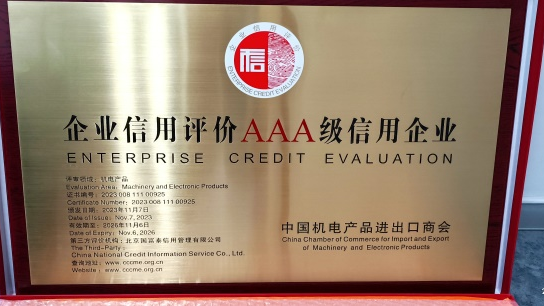 企业信用评价
信
ENTERPRISE CREDIT EVALUATION
企业信用评价AAA级信用企业
ENTERPRISE CREDIT EVALUATION
评审领域：机电产品
Evaluation Area: Machinery and Electronic Products
证书编号：2023 008 111 00925
Certificate Number: 2023 008 111 00925
颁发日期：2023年11月7日
Date of Issue: Nov.7, 2023
有效期至：2026年11月6日
Date of Expiry: Nov.6, 2026
第三方评价机构：北京国富泰信用管理有限公司
The Third-Party:
China National Credit Information Service Co., Ltd.
查询地址：www.cccme.org.cn
Website: www.cccme.org.cn
中国机电产品进出口商会
China Chamber of Commerce for Import and Export
of Machinery and Electronic Products